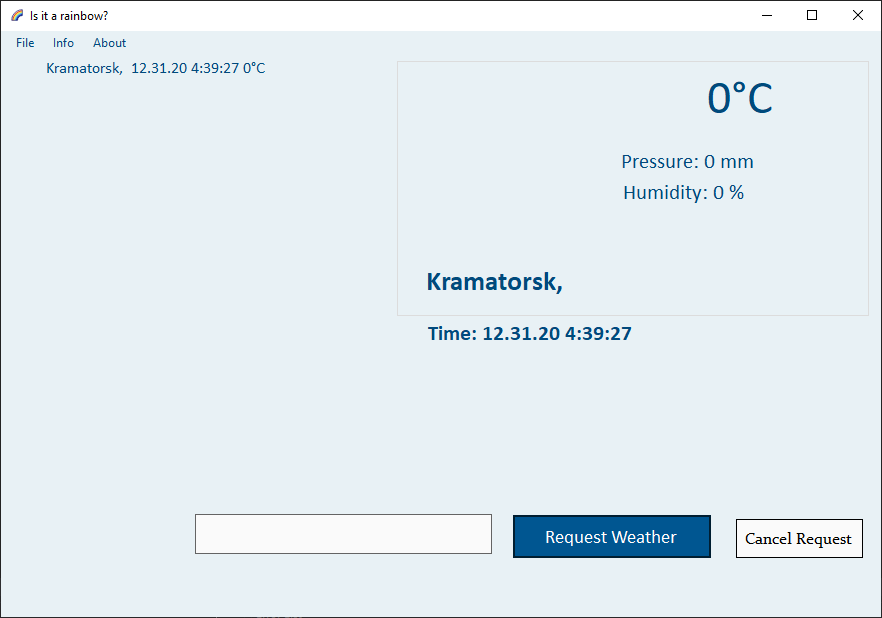 Is it a rainbow?
File Info About
Kramatorsk, 12.31.20 4:39:27 0°C
0°C
Pressure: 0 mm
Humidity: 0 %
Kramatorsk,
Time: 12.31.20 4:39:27
Request Weather
Cancel Request